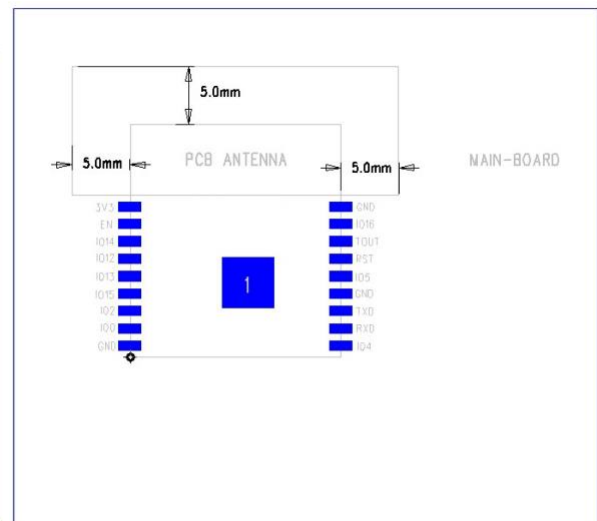 5.0mm
5.0mm
PCB ANTENNA
5.0mm
MAIN-BOARD
3V3
GND
EN
IO16
IO14
TOUT
IO12
RST
IO13
IO5
1
IO15
GND
IO2
TXD
IO0
RXD
GND
IO4